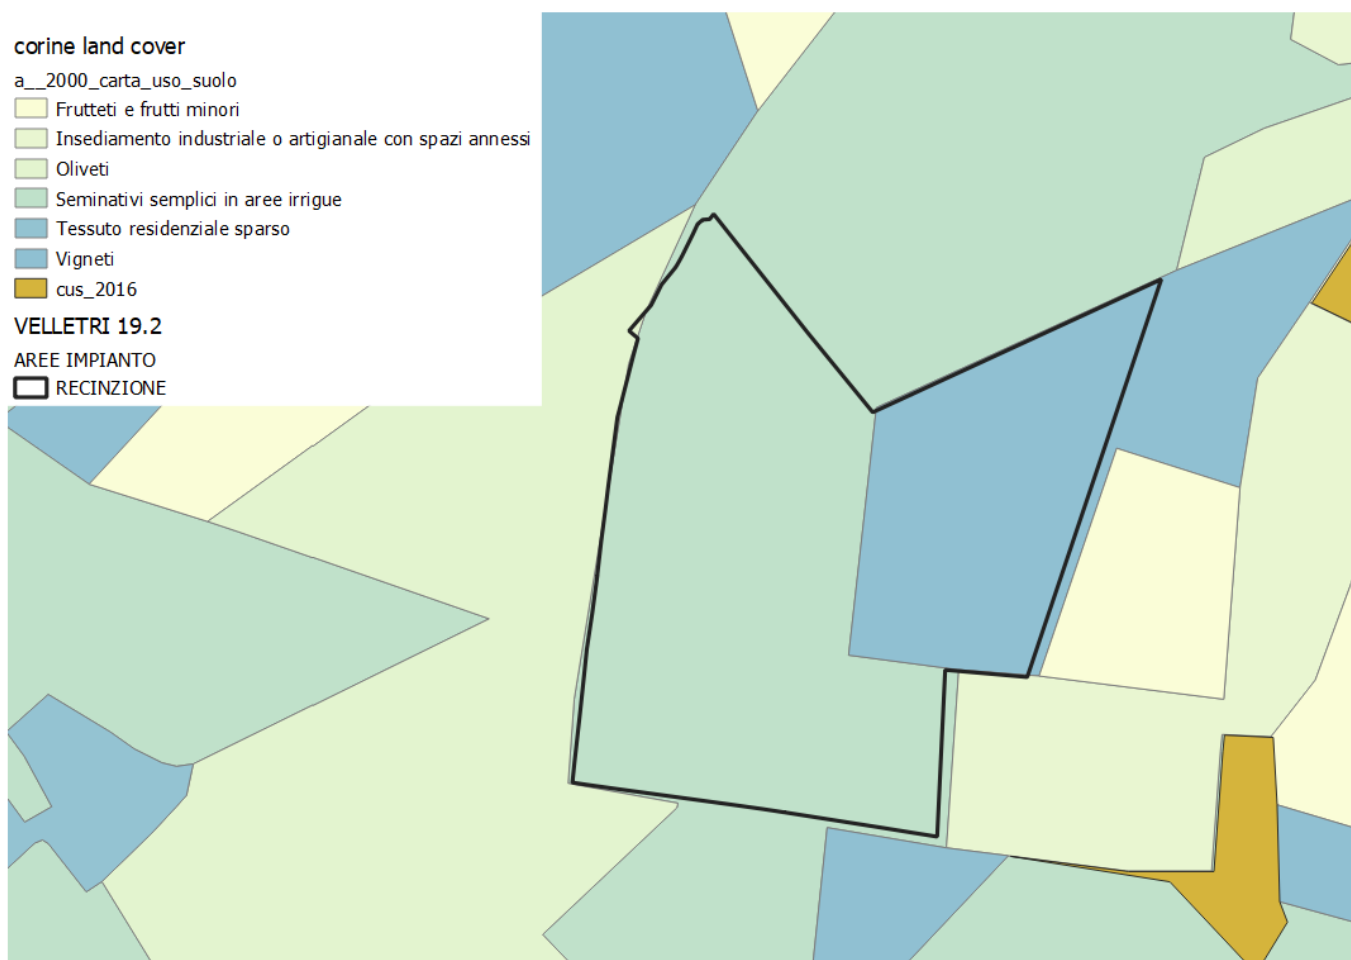 corine land cover
a__2000_carta_uso_suolo
Frutteti e frutti minori
Insediamento industriale o artigianale con spazi annessi
Oliveti
Seminativi semplici in aree irrigue
Tessuto residenziale sparso
Vigneti
cus_2016
VELLETRI 19.2
AREE IMPIANTO
RECINZIONE